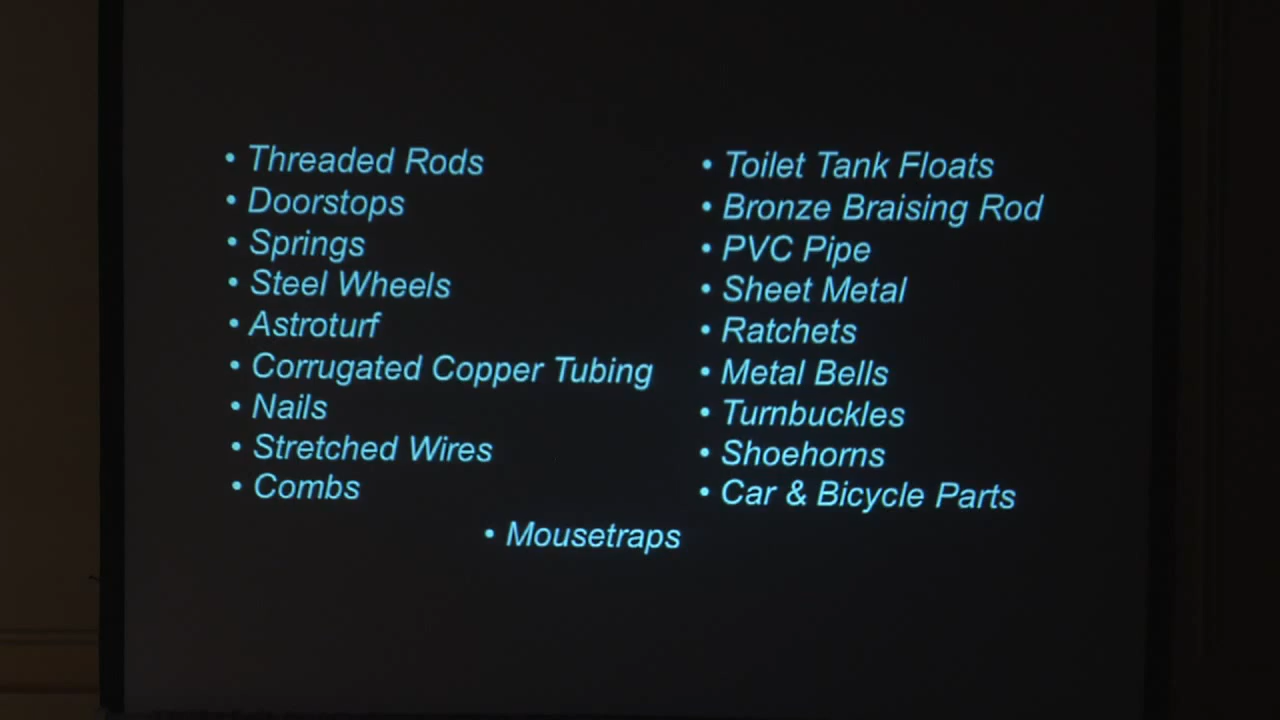 • Threaded Rods
• Doorstops
• Springs
• Steel Wheels
• Astroturf
• Corrugated Copper Tubing
• Nails
• Stretched Wires
• Combs
• Toilet Tank Floats
• Bronze Braising Rod
• PVC Pipe
• Sheet Metal
• Ratchets
• Metal Bells
• Turnbuckles
• Shoehorns
• Car & Bicycle Parts
• Mousetraps